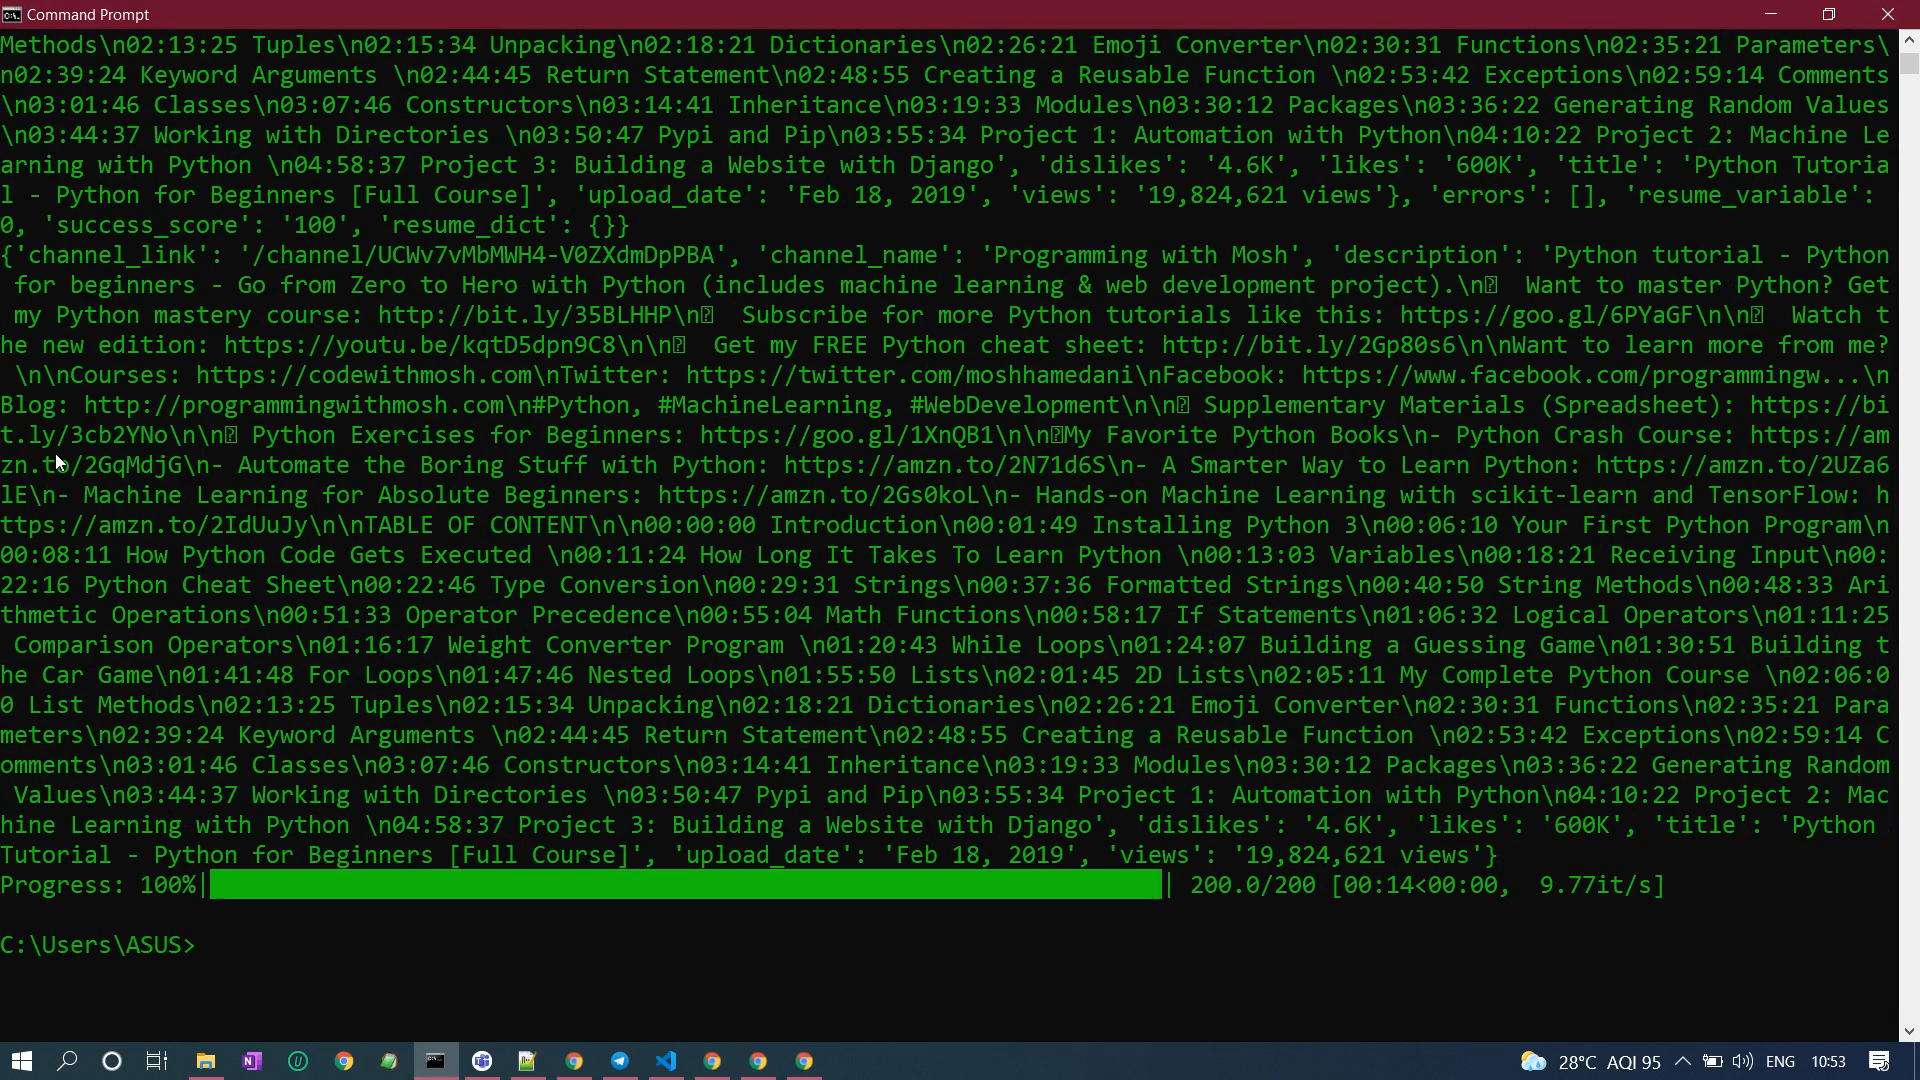 Command Prompt
Methods\n02:13:25 Tuples\n02:15:34 Unpacking\n02:18:21 Dictionaries\n02:26:21 Emoji Converter\n02:30:31 Functions\n02:35:21 Parameters\
n02:39:24 Keyword Arguments \n02:44:45 Return Statement\n02:48:55 Creating a Reusable Function \n02:53:42 Exceptions\n02:59:14 Comments
\n03:01:46 Classes\n03:07:46 Constructors\n03:14:41 Inheritance\n03:19:33 Modules\n03:30:12 Packages\n03:36:22 Generating Random Values
\n03:44:37 Working with Directories \n03:50:47 Pypi and Pip\n03:55:34 Project 1: Automation with Python\n04:10:22 Project 2: Machine Le
arning with Python \n04:58:37 Project 3: Building a Website with Django', 'dislikes': '4.6K', 'likes': '600K', 'title': 'Python Tutoria
l - Python for Beginners [Full Course]', 'upload_date': 'Feb 18, 2019', 'views': '19,824,621 views'}, 'errors': [], 'resume_variable':
0, 'success_score': '100', 'resume_dict': {}}
{'channel_link': '/channel/UCWv7vMbMWH4-V0ZXdmDpPBA', 'channel_name': 'Programming with Mosh', 'description': 'Python tutorial - Python
for beginners - Go from Zero to Hero with Python (includes machine learning & web development project).\n⍰  Want to master Python? Get
my Python mastery course: http://bit.ly/35BLHHP\n⍰  Subscribe for more Python tutorials like this: https://goo.gl/6PYaGF\n\n⍰  Watch t
he new edition: https://youtu.be/kqtD5dpn9C8\n\n⍰  Get my FREE Python cheat sheet: http://bit.ly/2Gp80s6\n\nWant to learn more from me?
\n\nCourses: https://codewithmosh.com\nTwitter: https://twitter.com/moshhamedani\nFacebook: https://www.facebook.com/programmingw...\n
Blog: http://programmingwithmosh.com\n#Python, #MachineLearning, #WebDevelopment\n\n⍰ Supplementary Materials (Spreadsheet): https://bi
t.ly/3cb2YNo\n\n⍰ Python Exercises for Beginners: https://goo.gl/1XnQB1\n\n⍰My Favorite Python Books\n- Python Crash Course: https://am
zn.to/2GqMdjG\n- Automate the Boring Stuff with Python: https://amzn.to/2N71d6S\n- A Smarter Way to Learn Python: https://amzn.to/2UZa6
lE\n- Machine Learning for Absolute Beginners: https://amzn.to/2Gs0koL\n- Hands-on Machine Learning with scikit-learn and TensorFlow: h
ttps://amzn.to/2IdUuJy\n\nTABLE OF CONTENT\n\n00:00:00 Introduction\n00:01:49 Installing Python 3\n00:06:10 Your First Python Program\n
00:08:11 How Python Code Gets Executed \n00:11:24 How Long It Takes To Learn Python \n00:13:03 Variables\n00:18:21 Receiving Input\n00:
22:16 Python Cheat Sheet\n00:22:46 Type Conversion\n00:29:31 Strings\n00:37:36 Formatted Strings\n00:40:50 String Methods\n00:48:33 Ari
thmetic Operations\n00:51:33 Operator Precedence\n00:55:04 Math Functions\n00:58:17 If Statements\n01:06:32 Logical Operators\n01:11:25
Comparison Operators\n01:16:17 Weight Converter Program \n01:20:43 While Loops\n01:24:07 Building a Guessing Game\n01:30:51 Building t
he Car Game\n01:41:48 For Loops\n01:47:46 Nested Loops\n01:55:50 Lists\n02:01:45 2D Lists\n02:05:11 My Complete Python Course \n02:06:0
0 List Methods\n02:13:25 Tuples\n02:15:34 Unpacking\n02:18:21 Dictionaries\n02:26:21 Emoji Converter\n02:30:31 Functions\n02:35:21 Para
meters\n02:39:24 Keyword Arguments \n02:44:45 Return Statement\n02:48:55 Creating a Reusable Function \n02:53:42 Exceptions\n02:59:14 C
omments\n03:01:46 Classes\n03:07:46 Constructors\n03:14:41 Inheritance\n03:19:33 Modules\n03:30:12 Packages\n03:36:22 Generating Random
Values\n03:44:37 Working with Directories \n03:50:47 Pypi and Pip\n03:55:34 Project 1: Automation with Python\n04:10:22 Project 2: Mac
hine Learning with Python \n04:58:37 Project 3: Building a Website with Django', 'dislikes': '4.6K', 'likes': '600K', 'title': 'Python
Tutorial - Python for Beginners [Full Course]', 'upload_date': 'Feb 18, 2019', 'views': '19,824,621 views'}
Progress: 100%| | 200.0/200 [00:14<00:00,  9.77it/s]
C:\Users\ASUS>
28°C AQI 95 ENG 10:53